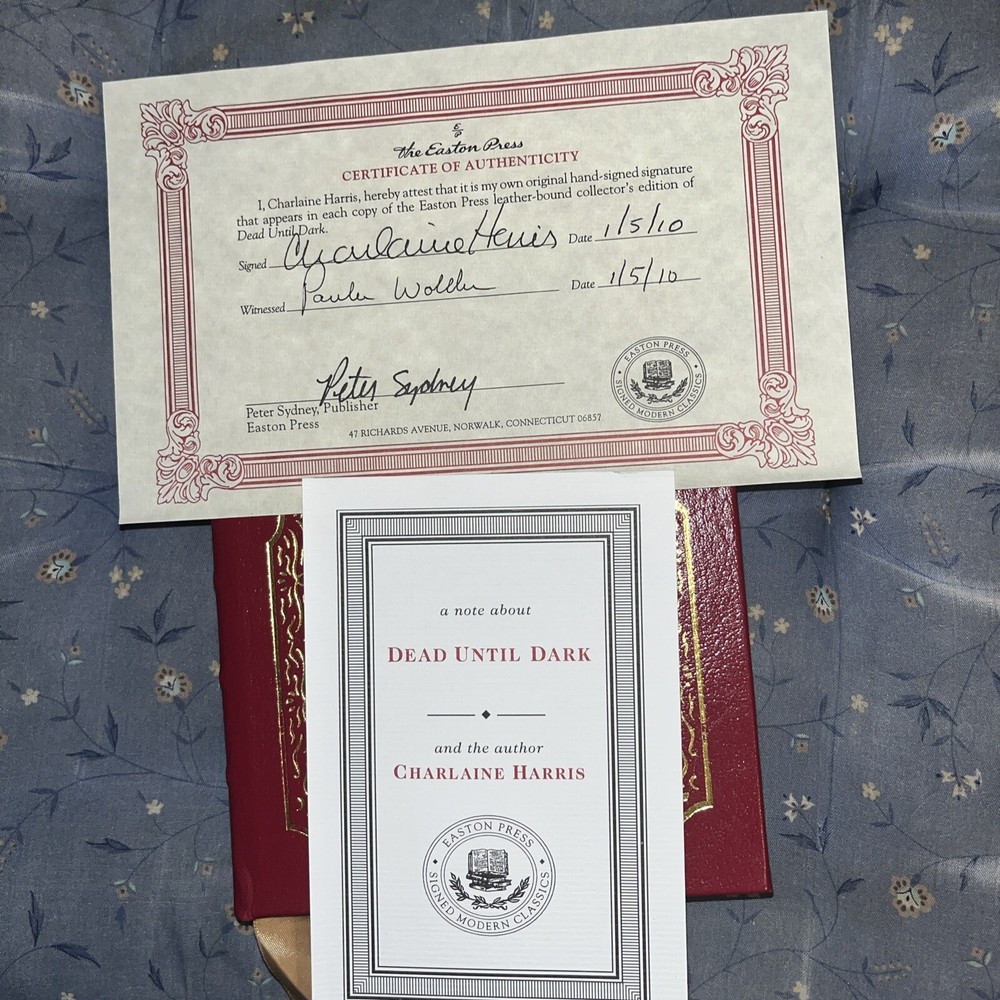 E
P
the Easton Press
CERTIFICATE OF AUTHENTICITY
I, Charlaine Harris, hereby attest that it is my own original hand-signed signature
that appears in each copy of the Easton Press leather-bound collector's edition of
Dead Until Dark.
Signed Charlaine Harris Date 1/5/10
Witnessed Date 1/5/10
Peter Sydney
Peter Sydney, Publisher
Easton Press
47 RICHARDS AVENUE, NORWALK, CONNECTICUT 06857
EASTON PRESS
SIGNED MODERN CLASSICS
a note about
DEAD UNTIL DARK
and the author
CHARLAINE HARRIS
EASTON PRESS
SIGNED MODERN CLASSICS